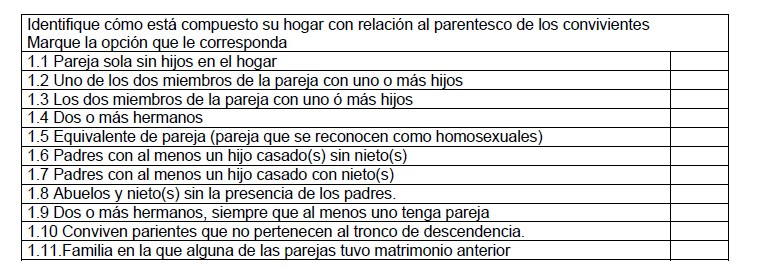 Identifique cómo está compuesto su hogar con relación al parentesco de los convivientes
Marque la opción que le corresponda
1.1 Pareja sola sin hijos en el hogar
1.2 Uno de los dos miembros de la pareja con uno o más hijos
1.3 Los dos miembros de la pareja con uno ó más hijos
1.4 Dos o más hermanos
1.5 Equivalente de pareja (pareja que se reconocen como homosexuales)
1.6 Padres con al menos un hijo casado(s) sin nieto(s)
1.7 Padres con al menos un hijo casado con nieto(s)
1.8 Abuelos y nieto(s) sin la presencia de los padres.
1.9 Dos o más hermanos, siempre que al menos uno tenga pareja
1.10 Conviven parientes que no pertenecen al tronco de descendencia.
1.11.Familia en la que alguna de las parejas tuvo matrimonio anterior